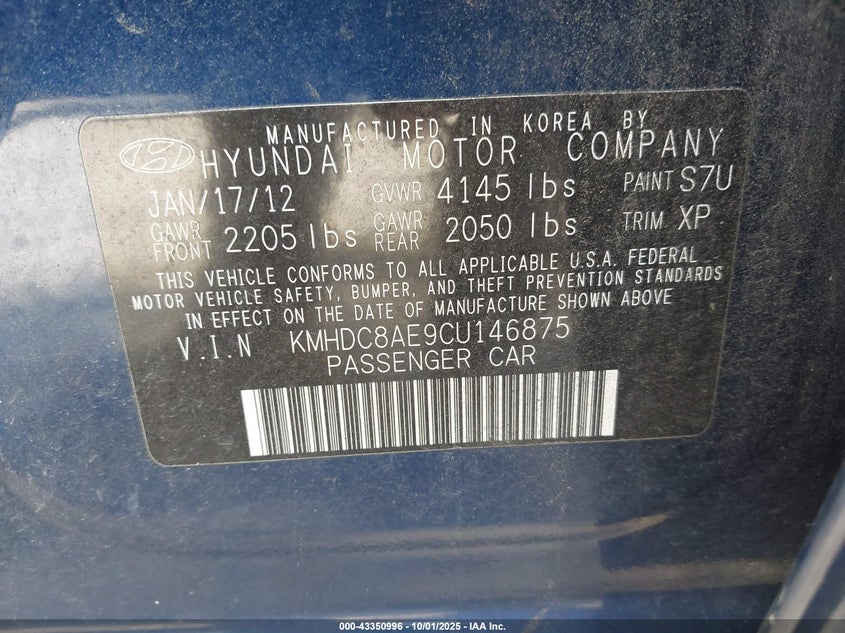 MANUFACTURED IN KOREA BY
HYUNDAI MOTOR COMPANY
JAN/17/12 GVWR 4145 lbs PAINT S7U
GAWR FRONT 2205 lbs GAWR REAR 2050 lbs TRIM XP
THIS VEHICLE CONFORMS TO ALL APPLICABLE U.S.A. FEDERAL
MOTOR VEHICLE SAFETY, BUMPER, AND THEFT PREVENTION STANDARDS
IN EFFECT ON THE DATE OF MANUFACTURE SHOWN ABOVE
V.I.N KMHDC8AE9CU146875
PASSENGER CAR
000-43350996 - 10/01/2025 - IAA Inc.